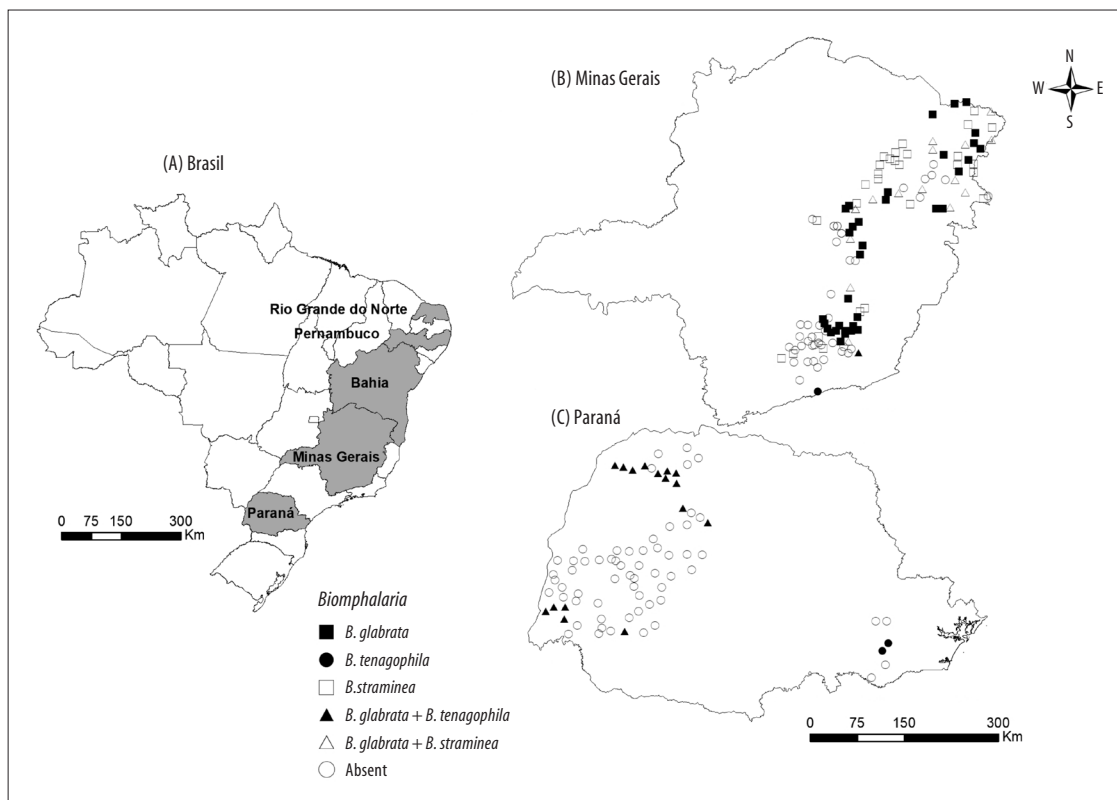 (A) Brasil
Rio Grande do Norte
Pernambuco
Bahia
Minas Gerais
Paraná
0 75 150 300
Km
Biomphalaria
B. glabrata
B. tenagophila
B.straminea
B. glabrata + B. tenagophila
B. glabrata + B. straminea
Absent
(B) Minas Gerais
N
W E
S
(C) Paraná
0 75 150 300
Km